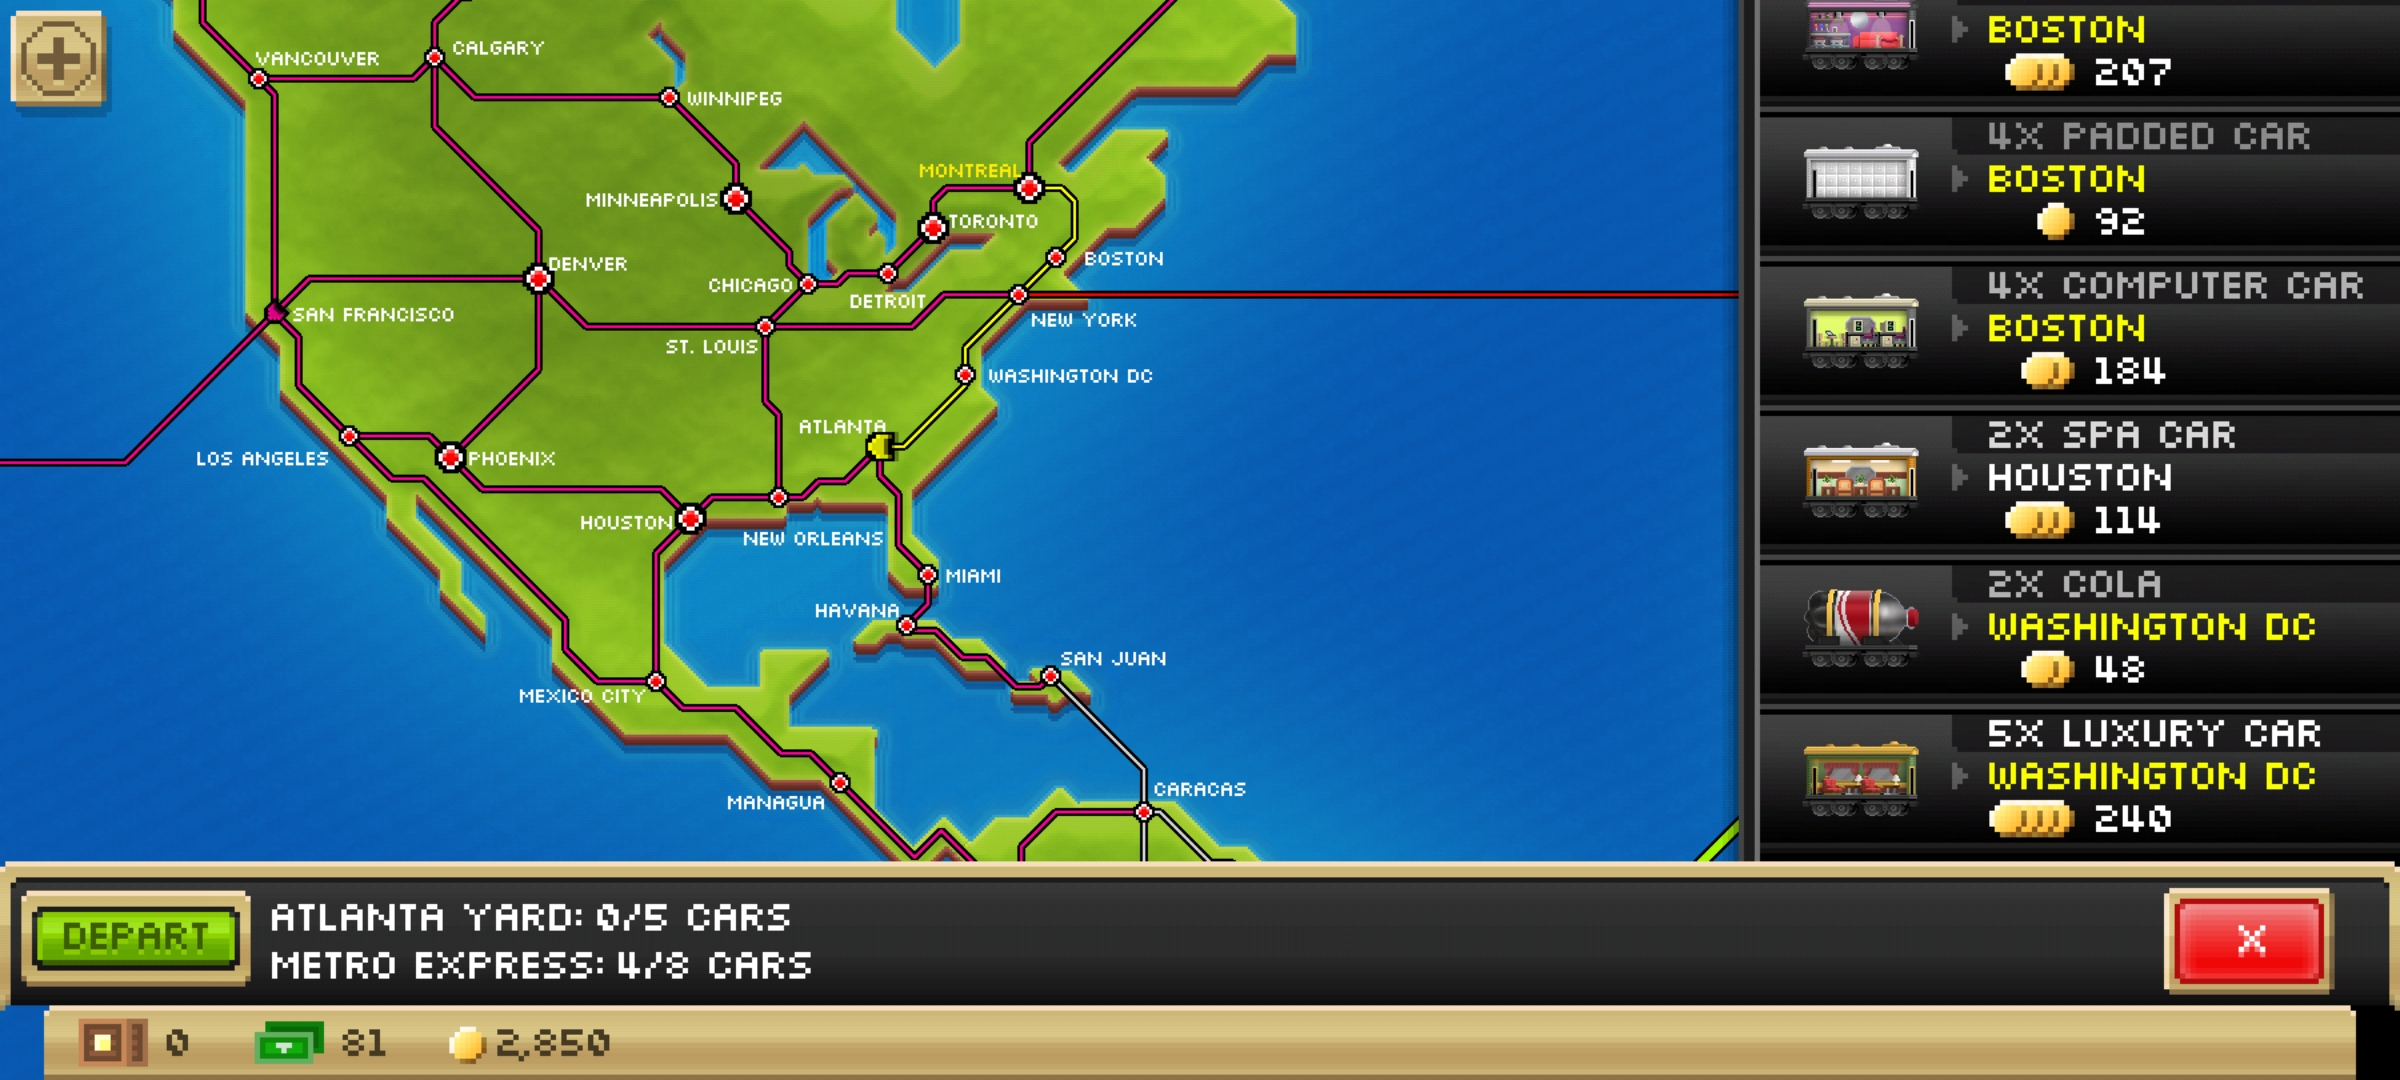 VANCOUVER
CALGARY
WINNIPEG
MONTREAL
MINNEAPOLIS
TORONTO
DENVER
BOSTON
CHICAGO
DETROIT
SAN FRANCISCO
NEW YORK
ST. LOUIS
WASHINGTON DC
ATLANTA
LOS ANGELES
PHOENIX
HOUSTON
NEW ORLEANS
MIAMI
HAVANA
SAN JUAN
MEXICO CITY
CARACAS
MANAGUA
BOSTON
207
4X PADDED CAR
BOSTON
92
4X COMPUTER CAR
BOSTON
184
2X SPA CAR
HOUSTON
114
2X COLA
WASHINGTON DC
48
5X LUXURY CAR
WASHINGTON DC
240
DEPART
ATLANTA YARD: 0/5 CARS
METRO EXPRESS: 4/8 CARS
X
0
81
2,850